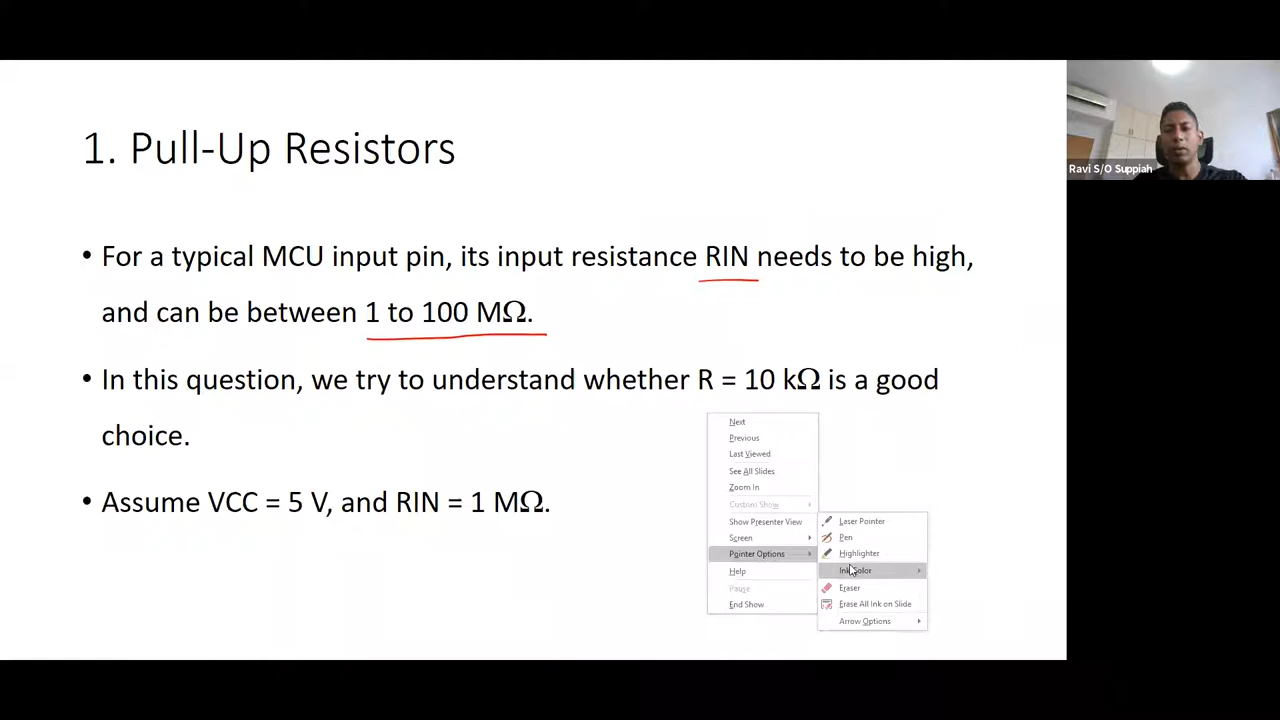 1. Pull-Up Resistors
• For a typical MCU input pin, its input resistance RIN needs to be high,
and can be between 1 to 100 MΩ.
• In this question, we try to understand whether R = 10 kΩ is a good
choice.
• Assume VCC = 5 V, and RIN = 1 MΩ.
Next
Previous
Last Viewed
See All Slides
Zoom In
Custom Show
Show Presenter View
Screen
Pointer Options
Help
Pause
End Show
Laser Pointer
Pen
Highlighter
Ink Color
Eraser
Erase All Ink on Slide
Arrow Options
Ravi S/O Suppiah